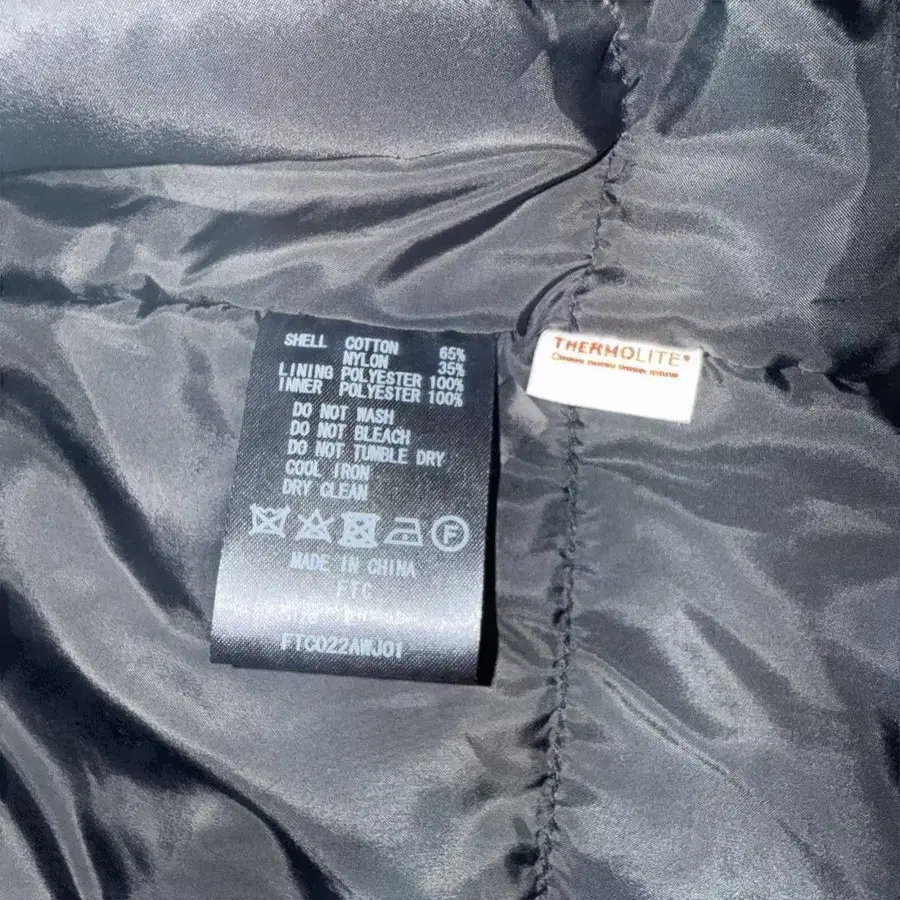 SHELL COTTON 65%
NYLON 35%
LINING POLYESTER 100%
INNER POLYESTER 100%
DO NOT WASH
DO NOT BLEACH
DO NOT TUMBLE DRY
COOL IRON
DRY CLEAN
F
MADE IN CHINA
FTC
FTC022AWJ01
THERMOLITE®